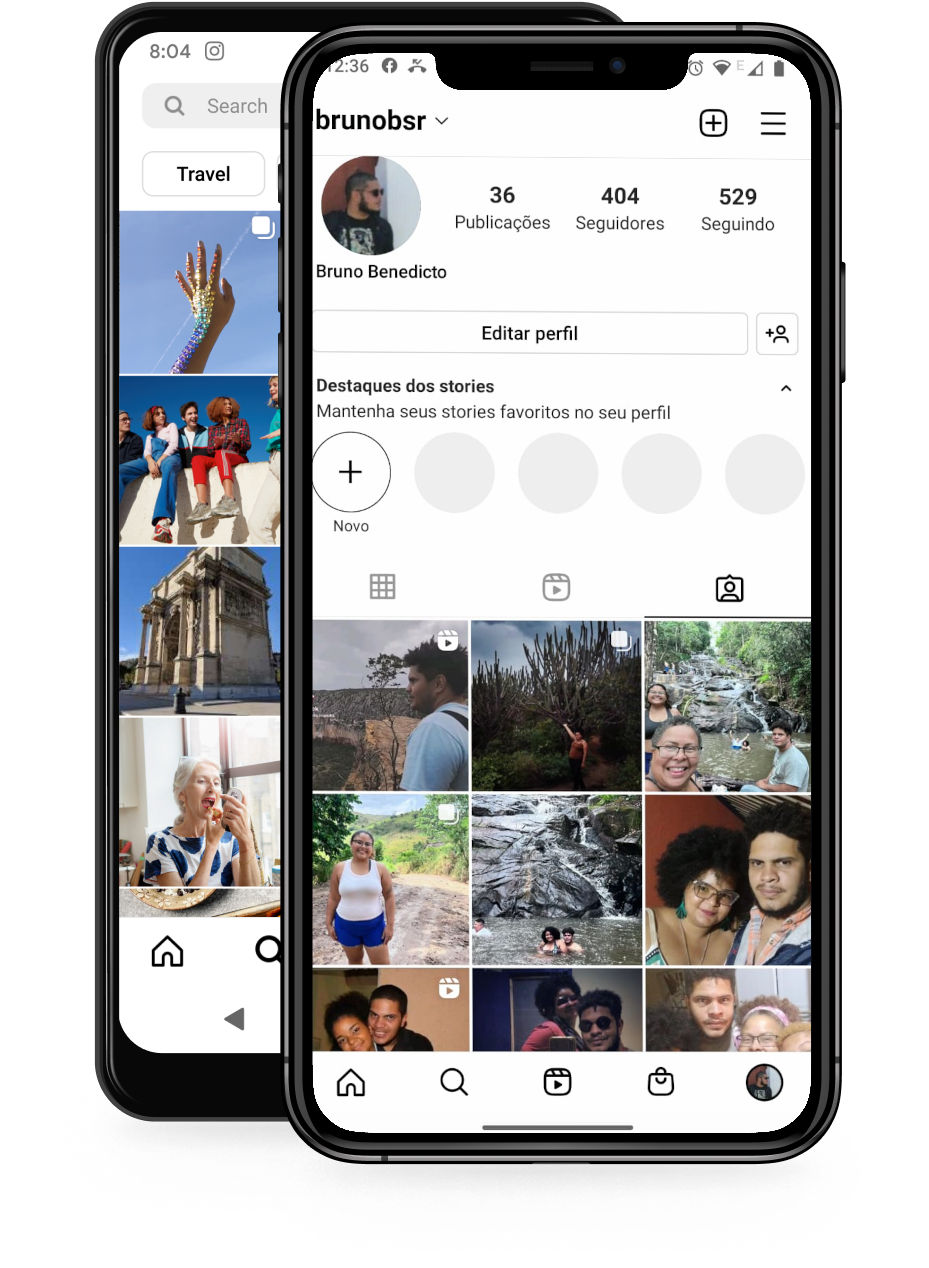 8:04
Search
Travel
12:36
E
brunobsr
36
Publicações
404
Seguidores
529
Seguindo
Bruno Benedicto
Editar perfil
Destaques dos stories
Mantenha seus stories favoritos no seu perfil
Novo